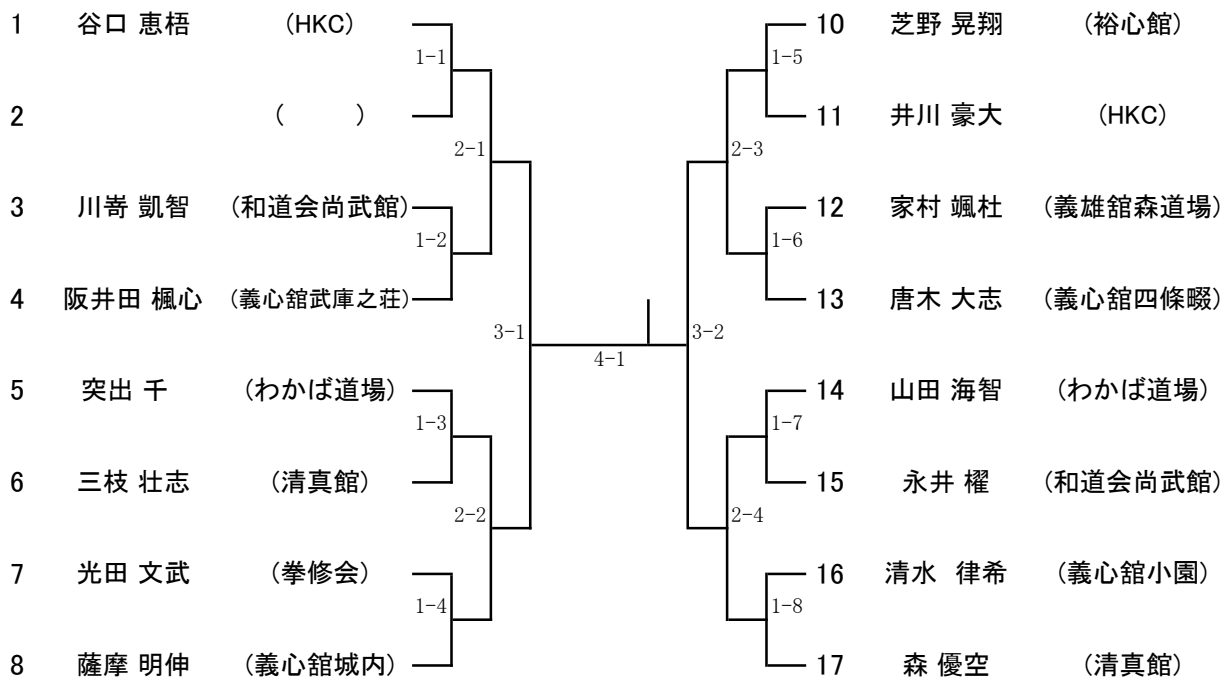 1 谷口 恵梧 (HKC)
1-1
2 (　　)
2-1
3 川嵜 凱智 (和道会尚武館)
1-2
4 阪井田 楓心 (義心舘武庫之荘)
3-1
5 突出 千 (わかば道場)
1-3
6 三枝 壮志 (清真館)
2-2
7 光田 文武 (拳修会)
1-4
8 薩摩 明伸 (義心舘城内)
4-1
10 芝野 晃翔 (裕心館)
1-5
11 井川 豪大 (HKC)
2-3
12 家村 颯杜 (義雄舘森道場)
1-6
13 唐木 大志 (義心舘四條畷)
3-2
14 山田 海智 (わかば道場)
1-7
15 永井 櫂 (和道会尚武館)
2-4
16 清水　律希 (義心舘小園)
1-8
17 森 優空 (清真館)